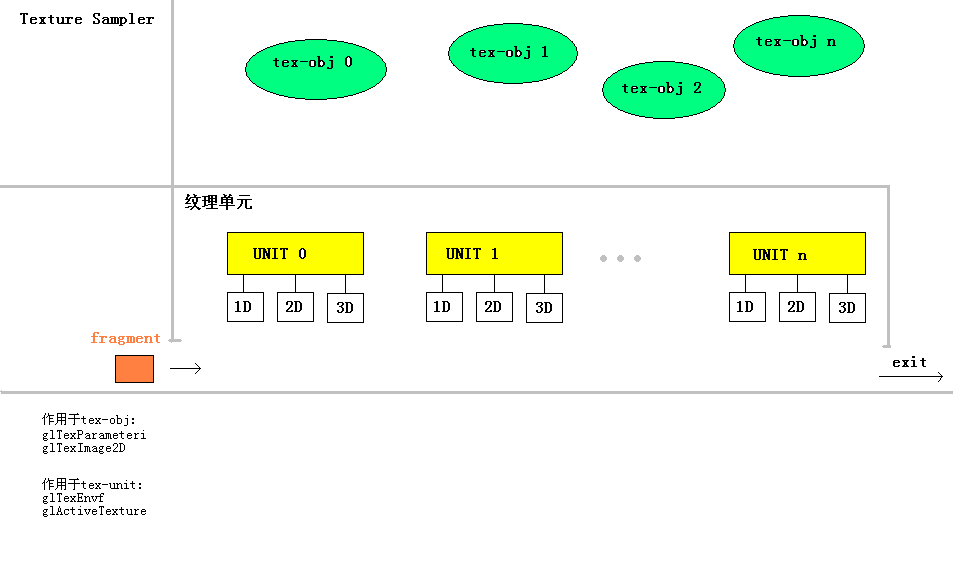 Texture Sampler
tex-obj 0
tex-obj 1
tex-obj 2
tex-obj n
纹理单元
UNIT 0
UNIT 1
UNIT n
1D
2D
3D
1D
2D
3D
1D
2D
3D
fragment
exit
作用于tex-obj:
glTexParameteri
glTexImage2D
作用于tex-unit:
glTexEnvf
glActiveTexture